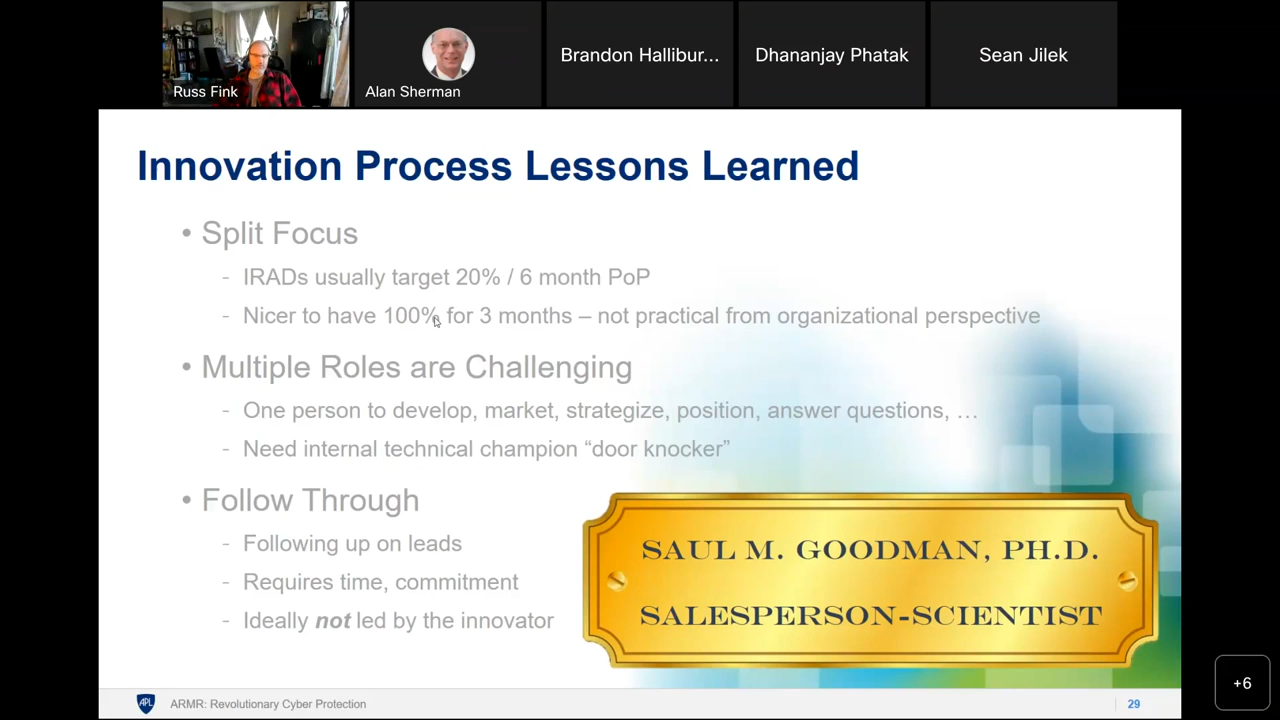 Russ Fink
Alan Sherman
Brandon Hallibur...
Dhananjay Phatak
Sean Jilek
Innovation Process Lessons Learned
• Split Focus
- IRADs usually target 20% / 6 month PoP
- Nicer to have 100% for 3 months – not practical from organizational perspective
• Multiple Roles are Challenging
- One person to develop, market, strategize, position, answer questions, …
- Need internal technical champion “door knocker”
• Follow Through
- Following up on leads
- Requires time, commitment
- Ideally not led by the innovator
SAUL M. GOODMAN, PH.D.
SALESPERSON-SCIENTIST
APL
ARMR: Revolutionary Cyber Protection
29
+6